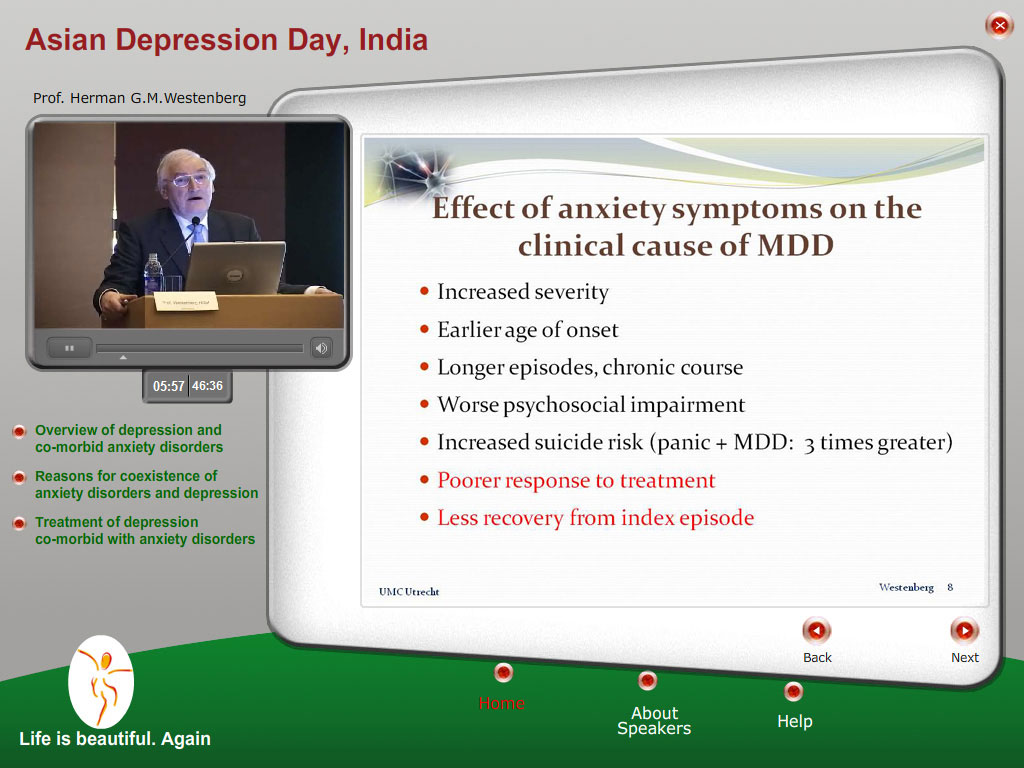 Asian Depression Day, India
Prof. Herman G.M.Westenberg
05:57 46:36
Overview of depression and
co-morbid anxiety disorders
Reasons for coexistence of
anxiety disorders and depression
Treatment of depression
co-morbid with anxiety disorders
Effect of anxiety symptoms on the
clinical cause of MDD
• Increased severity
• Earlier age of onset
• Longer episodes, chronic course
• Worse psychosocial impairment
• Increased suicide risk (panic + MDD: 3 times greater)
• Poorer response to treatment
• Less recovery from index episode
UMC Utrecht
Westenberg 8
Back
Next
Home
About
Speakers
Help
Life is beautiful. Again